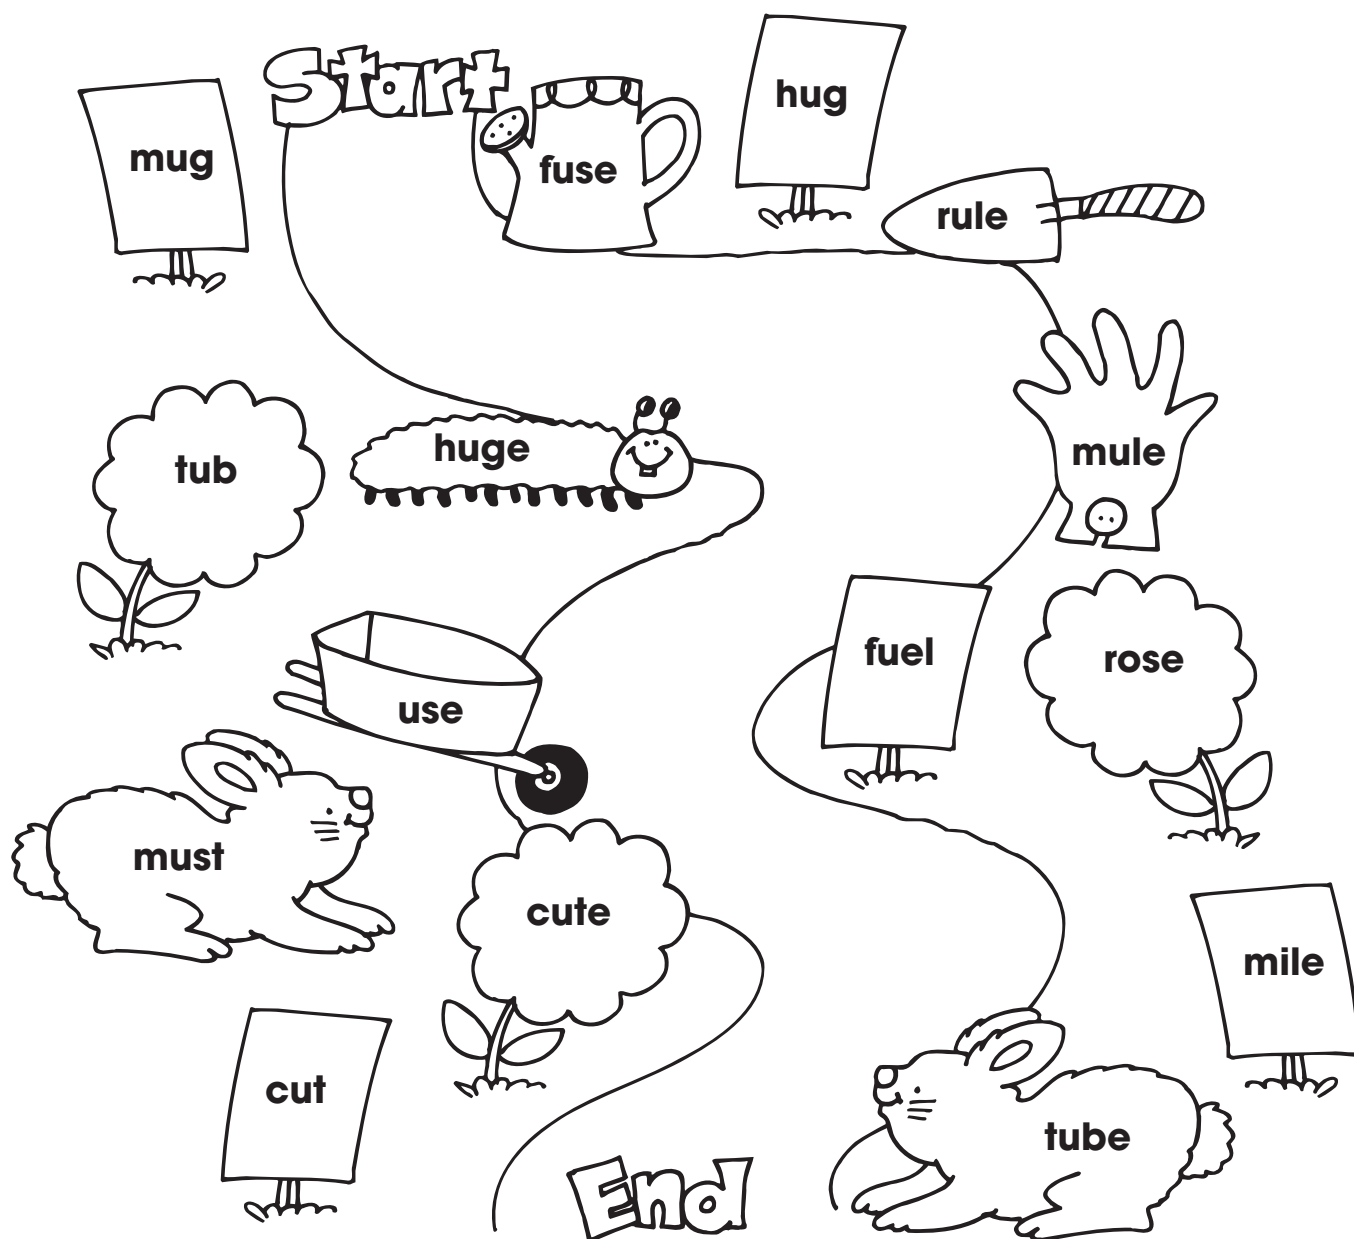 Start
hug
mug
fuse
rule
huge
mule
tub
fuel
rose
use
must
cute
mile
cut
tube
End